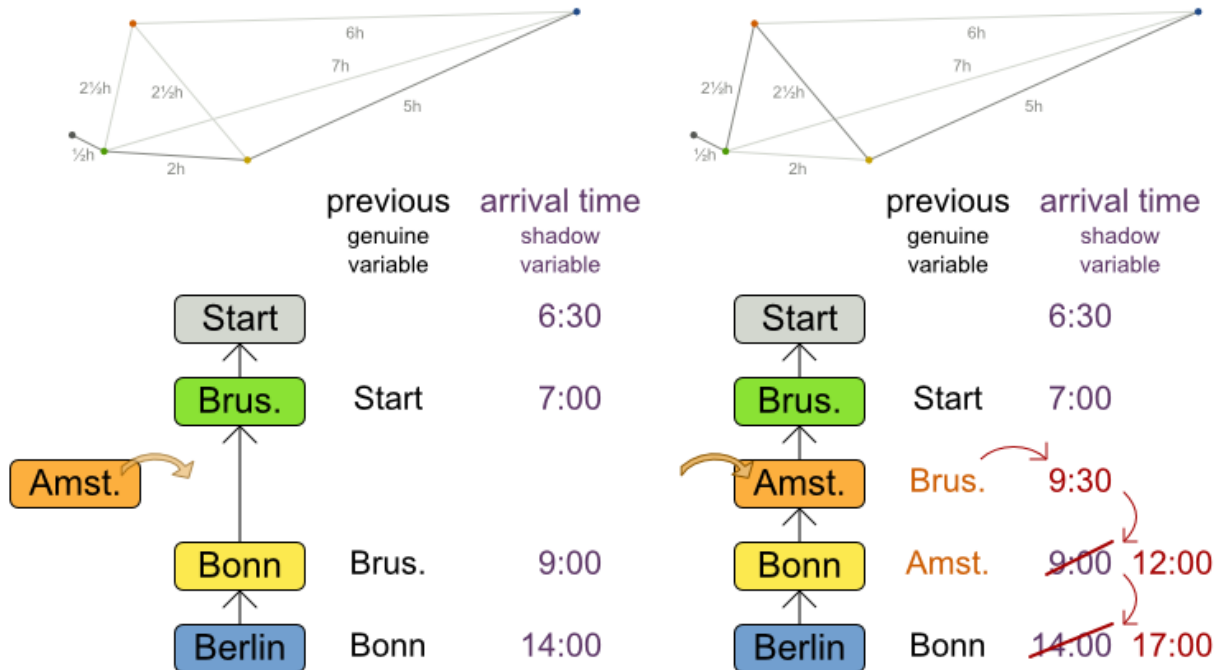 6h
7h
2½h
2½h
5h
½h
2h
previous
genuine
variable
arrival time
shadow
variable
Start
6:30
Brus.
Start
7:00
Amst.
Bonn
Brus.
9:00
Berlin
Bonn
14:00
6h
7h
2½h
2½h
5h
½h
2h
previous
genuine
variable
arrival time
shadow
variable
Start
6:30
Brus.
Start
7:00
Amst.
Brus.
9:30
Bonn
Amst.
9:00
12:00
Berlin
Bonn
14:00
17:00